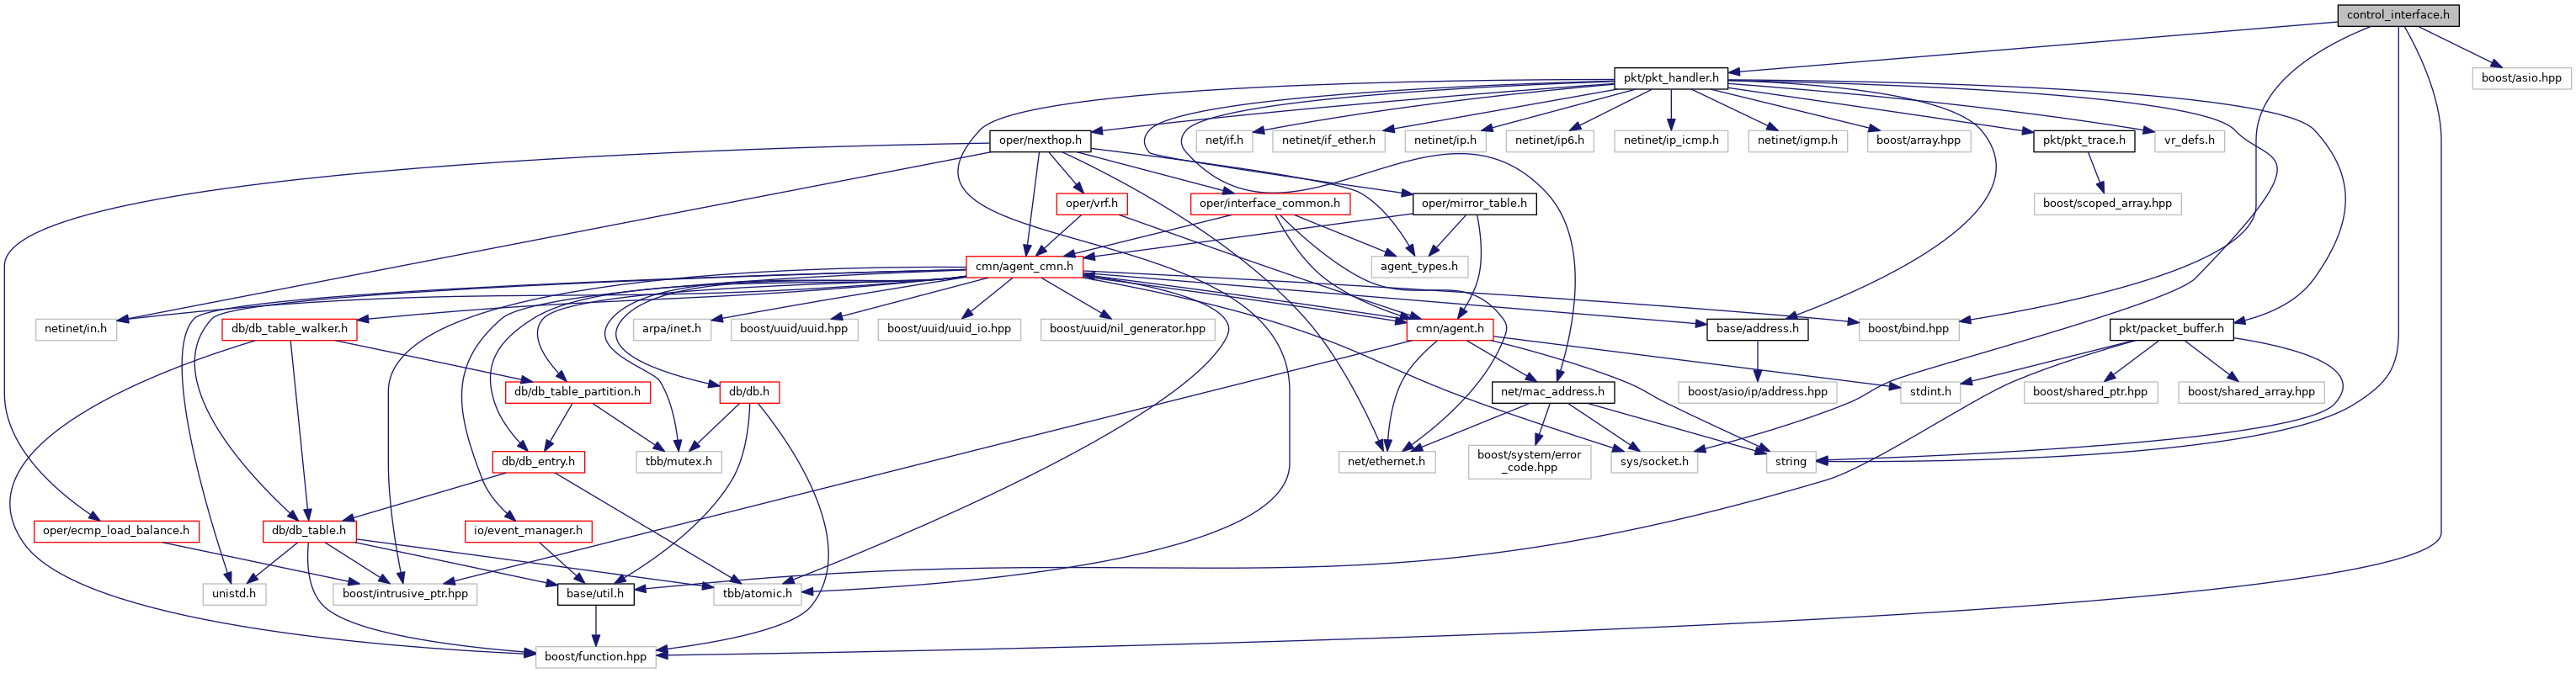 control_interface.h
pkt/pkt_handler.h
boost/asio.hpp
oper/nexthop.h
net/if.h
netinet/if_ether.h
netinet/ip.h
netinet/ip6.h
netinet/ip_icmp.h
netinet/igmp.h
boost/array.hpp
pkt/pkt_trace.h
vr_defs.h
oper/vrf.h
oper/interface_common.h
oper/mirror_table.h
boost/scoped_array.hpp
cmn/agent_cmn.h
agent_types.h
netinet/in.h
db/db_table_walker.h
arpa/inet.h
boost/uuid/uuid.hpp
boost/uuid/uuid_io.hpp
boost/uuid/nil_generator.hpp
cmn/agent.h
base/address.h
boost/bind.hpp
pkt/packet_buffer.h
db/db_table_partition.h
db/db.h
net/mac_address.h
boost/asio/ip/address.hpp
stdint.h
boost/shared_ptr.hpp
boost/shared_array.hpp
db/db_entry.h
tbb/mutex.h
net/ethernet.h
boost/system/error
_code.hpp
sys/socket.h
string
oper/ecmp_load_balance.h
db/db_table.h
io/event_manager.h
unistd.h
boost/intrusive_ptr.hpp
base/util.h
tbb/atomic.h
boost/function.hpp